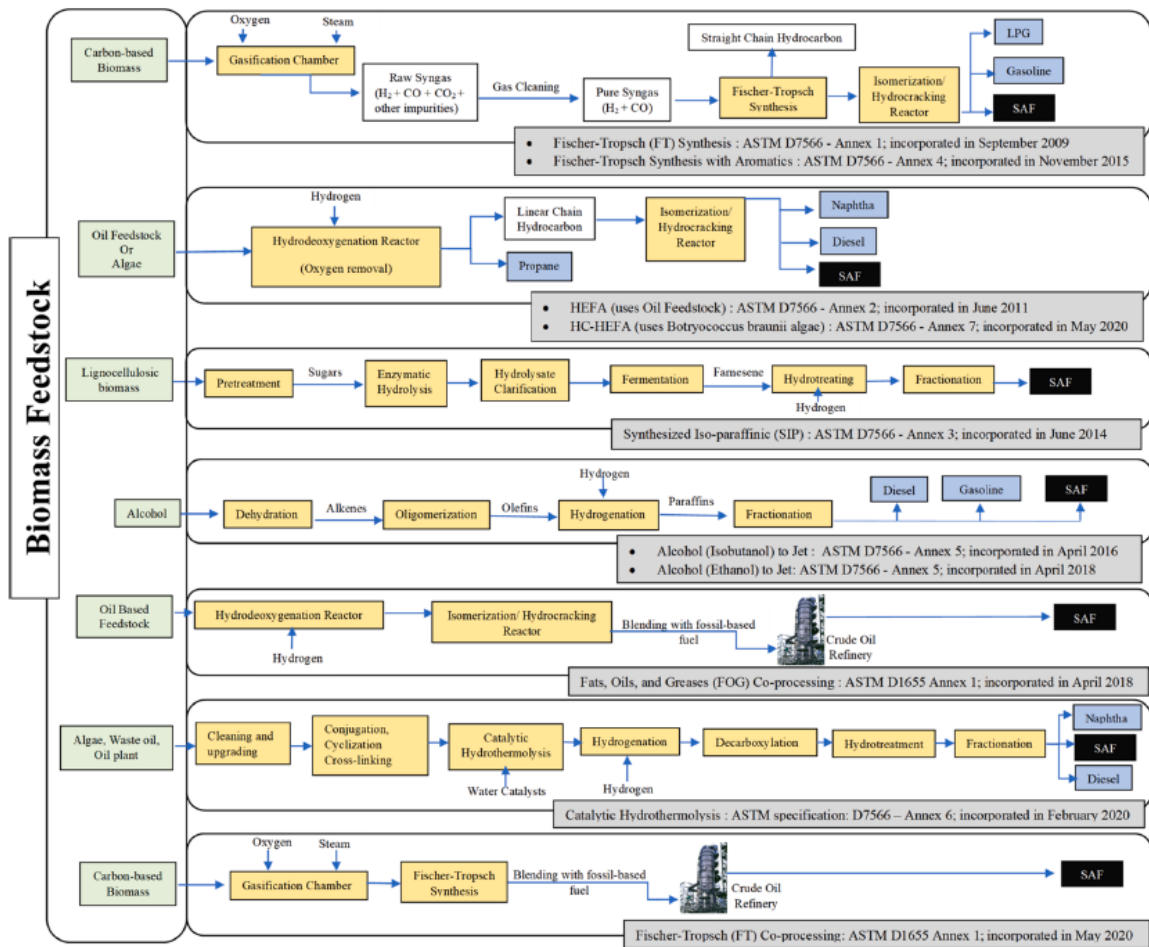 Biomass Feedstock
Carbon-based
Biomass
Oxygen
Steam
Gasification Chamber
Raw Syngas
(H₂ + CO + CO₂ +
other impurities)
Gas Cleaning
Pure Syngas
(H₂ + CO)
Straight Chain Hydrocarbon
Fischer-Tropsch
Synthesis
Isomerization/
Hydrocracking
Reactor
LPG
Gasoline
SAF
• Fischer-Tropsch (FT) Synthesis : ASTM D7566 - Annex 1; incorporated in September 2009
• Fischer-Tropsch Synthesis with Aromatics : ASTM D7566 - Annex 4; incorporated in November 2015
Oil Feedstock
Or
Algae
Hydrogen
Hydrodeoxygenation Reactor
(Oxygen removal)
Linear Chain
Hydrocarbon
Propane
Isomerization/
Hydrocracking
Reactor
Naphtha
Diesel
SAF
• HEFA (uses Oil Feedstock) : ASTM D7566 - Annex 2; incorporated in June 2011
• HC-HEFA (uses Botryococcus braunii algae) : ASTM D7566 - Annex 7; incorporated in May 2020
Lignocellulosic
biomass
Pretreatment
Sugars
Enzymatic
Hydrolysis
Hydrolysate
Clarification
Fermentation
Farnesene
Hydrotreating
Hydrogen
Fractionation
SAF
Synthesized Iso-paraffinic (SIP) : ASTM D7566 - Annex 3; incorporated in June 2014
Alcohol
Dehydration
Alkenes
Oligomerization
Olefins
Hydrogen
Hydrogenation
Paraffins
Fractionation
Diesel
Gasoline
SAF
• Alcohol (Isobutanol) to Jet : ASTM D7566 - Annex 5; incorporated in April 2016
• Alcohol (Ethanol) to Jet: ASTM D7566 - Annex 5; incorporated in April 2018
Oil Based
Feedstock
Hydrodeoxygenation Reactor
Hydrogen
Isomerization/ Hydrocracking
Reactor
Blending with fossil-based
fuel
Crude Oil
Refinery
SAF
Fats, Oils, and Greases (FOG) Co-processing : ASTM D1655 Annex 1; incorporated in April 2018
Algae, Waste oil,
Oil plant
Cleaning and
upgrading
Conjugation,
Cyclization
Cross-linking
Catalytic
Hydrothermolysis
Water Catalysts
Hydrogenation
Hydrogen
Decarboxylation
Hydrotreatment
Fractionation
Naphtha
SAF
Diesel
Catalytic Hydrothermolysis : ASTM specification: D7566 – Annex 6; incorporated in February 2020
Carbon-based
Biomass
Oxygen
Steam
Gasification Chamber
Fischer-Tropsch
Synthesis
Blending with fossil-based
fuel
Crude Oil
Refinery
SAF
Fischer-Tropsch (FT) Co-processing: ASTM D1655 Annex 1; incorporated in May 2020